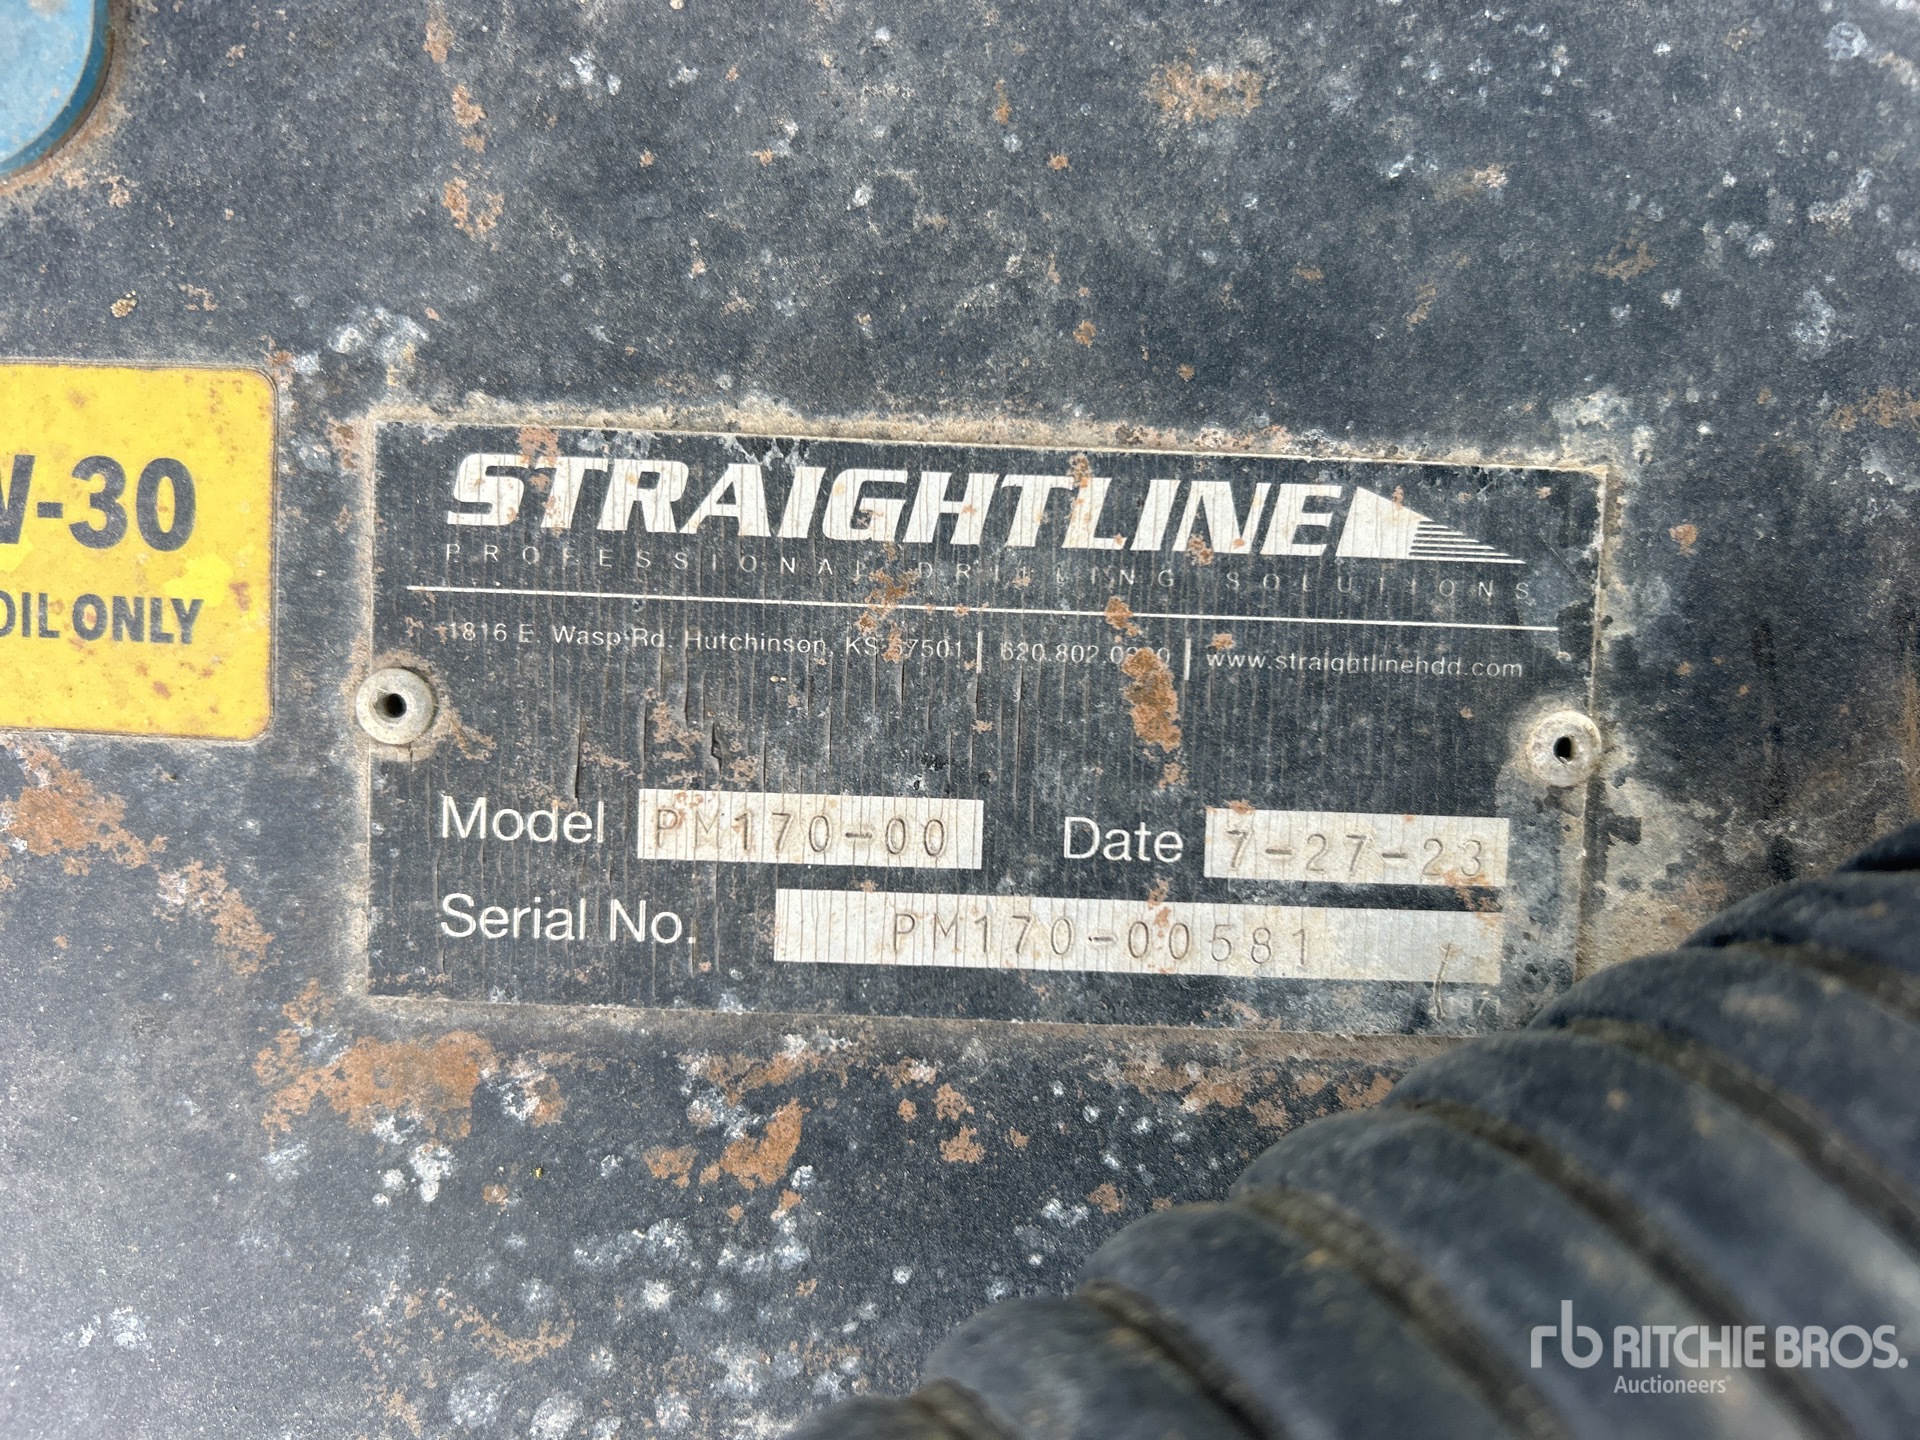 -30
OIL ONLY
STRAIGHTLINE
PROFESSIONAL DRILLING SOLUTIONS
1816 E. Wasp Rd. Hutchinson, KS 67501 | | www.straightlinehdd.com
Model PM170-00 Date 7-27-23
Serial No. PM170-00581
rb RITCHIE BROS.
Auctioneers